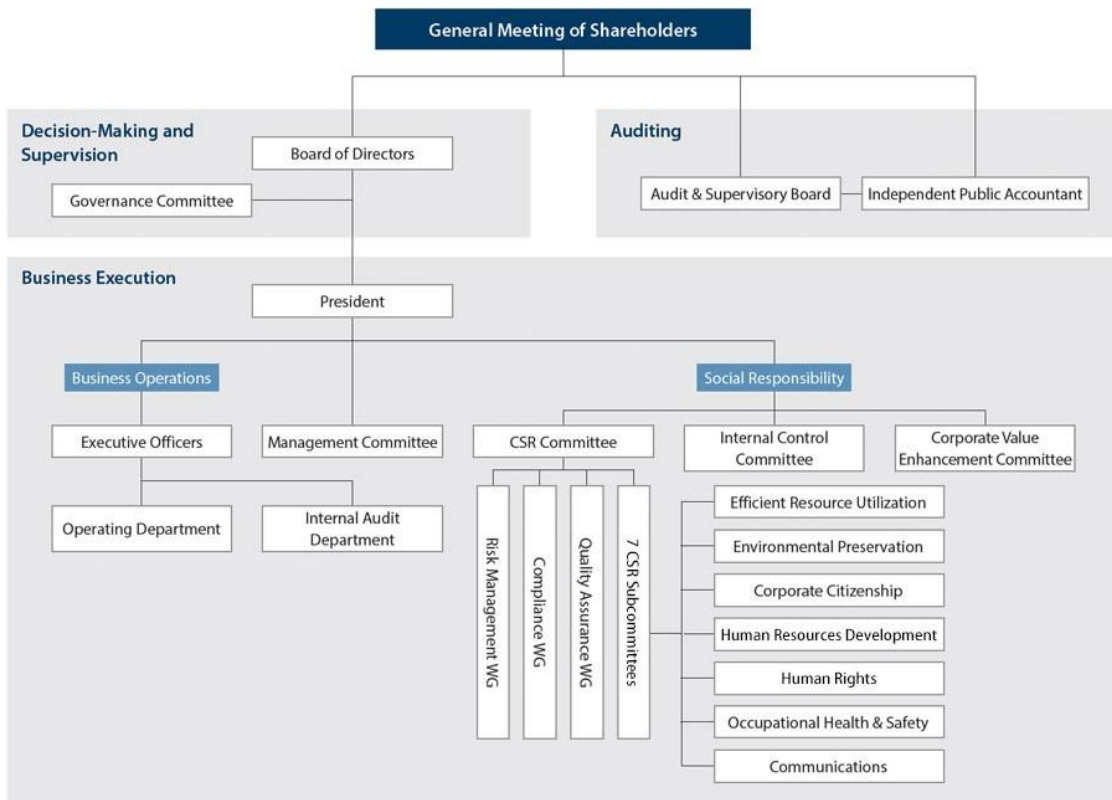 General Meeting of Shareholders
Decision-Making and
Supervision
Board of Directors
Governance Committee
Auditing
Audit & Supervisory Board
Independent Public Accountant
Business Execution
President
Business Operations
Social Responsibility
Executive Officers
Management Committee
CSR Committee
Internal Control
Committee
Corporate Value
Enhancement Committee
Operating Department
Internal Audit
Department
Risk Management WG
Compliance WG
Quality Assurance WG
7 CSR Subcommittees
Efficient Resource Utilization
Environmental Preservation
Corporate Citizenship
Human Resources Development
Human Rights
Occupational Health & Safety
Communications